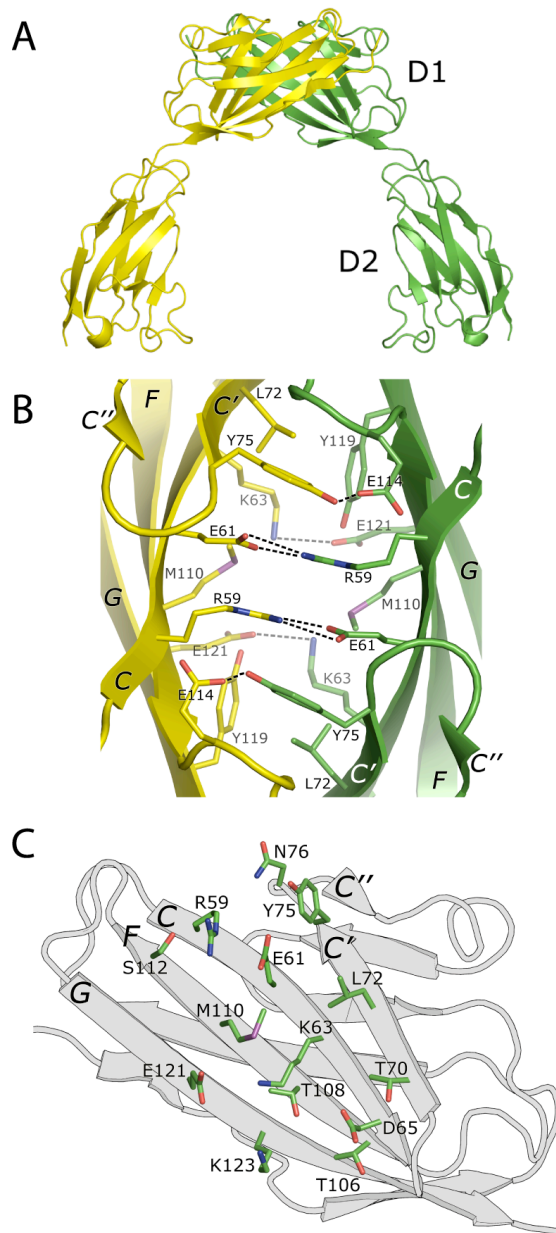 A
D1
D2
B
L72
F
C'
C″
Y75
Y119
E114
C
K63
E61
E121
R59
M110
M110
G
R59
E121
E61
K63
C
E114
Y119
Y75
C″
L72
C'
F
C
N76
R59
Y75
C″
C
F
E61
C'
S112
G
L72
M110
K63
E121
T108
T70
D65
K123
T106